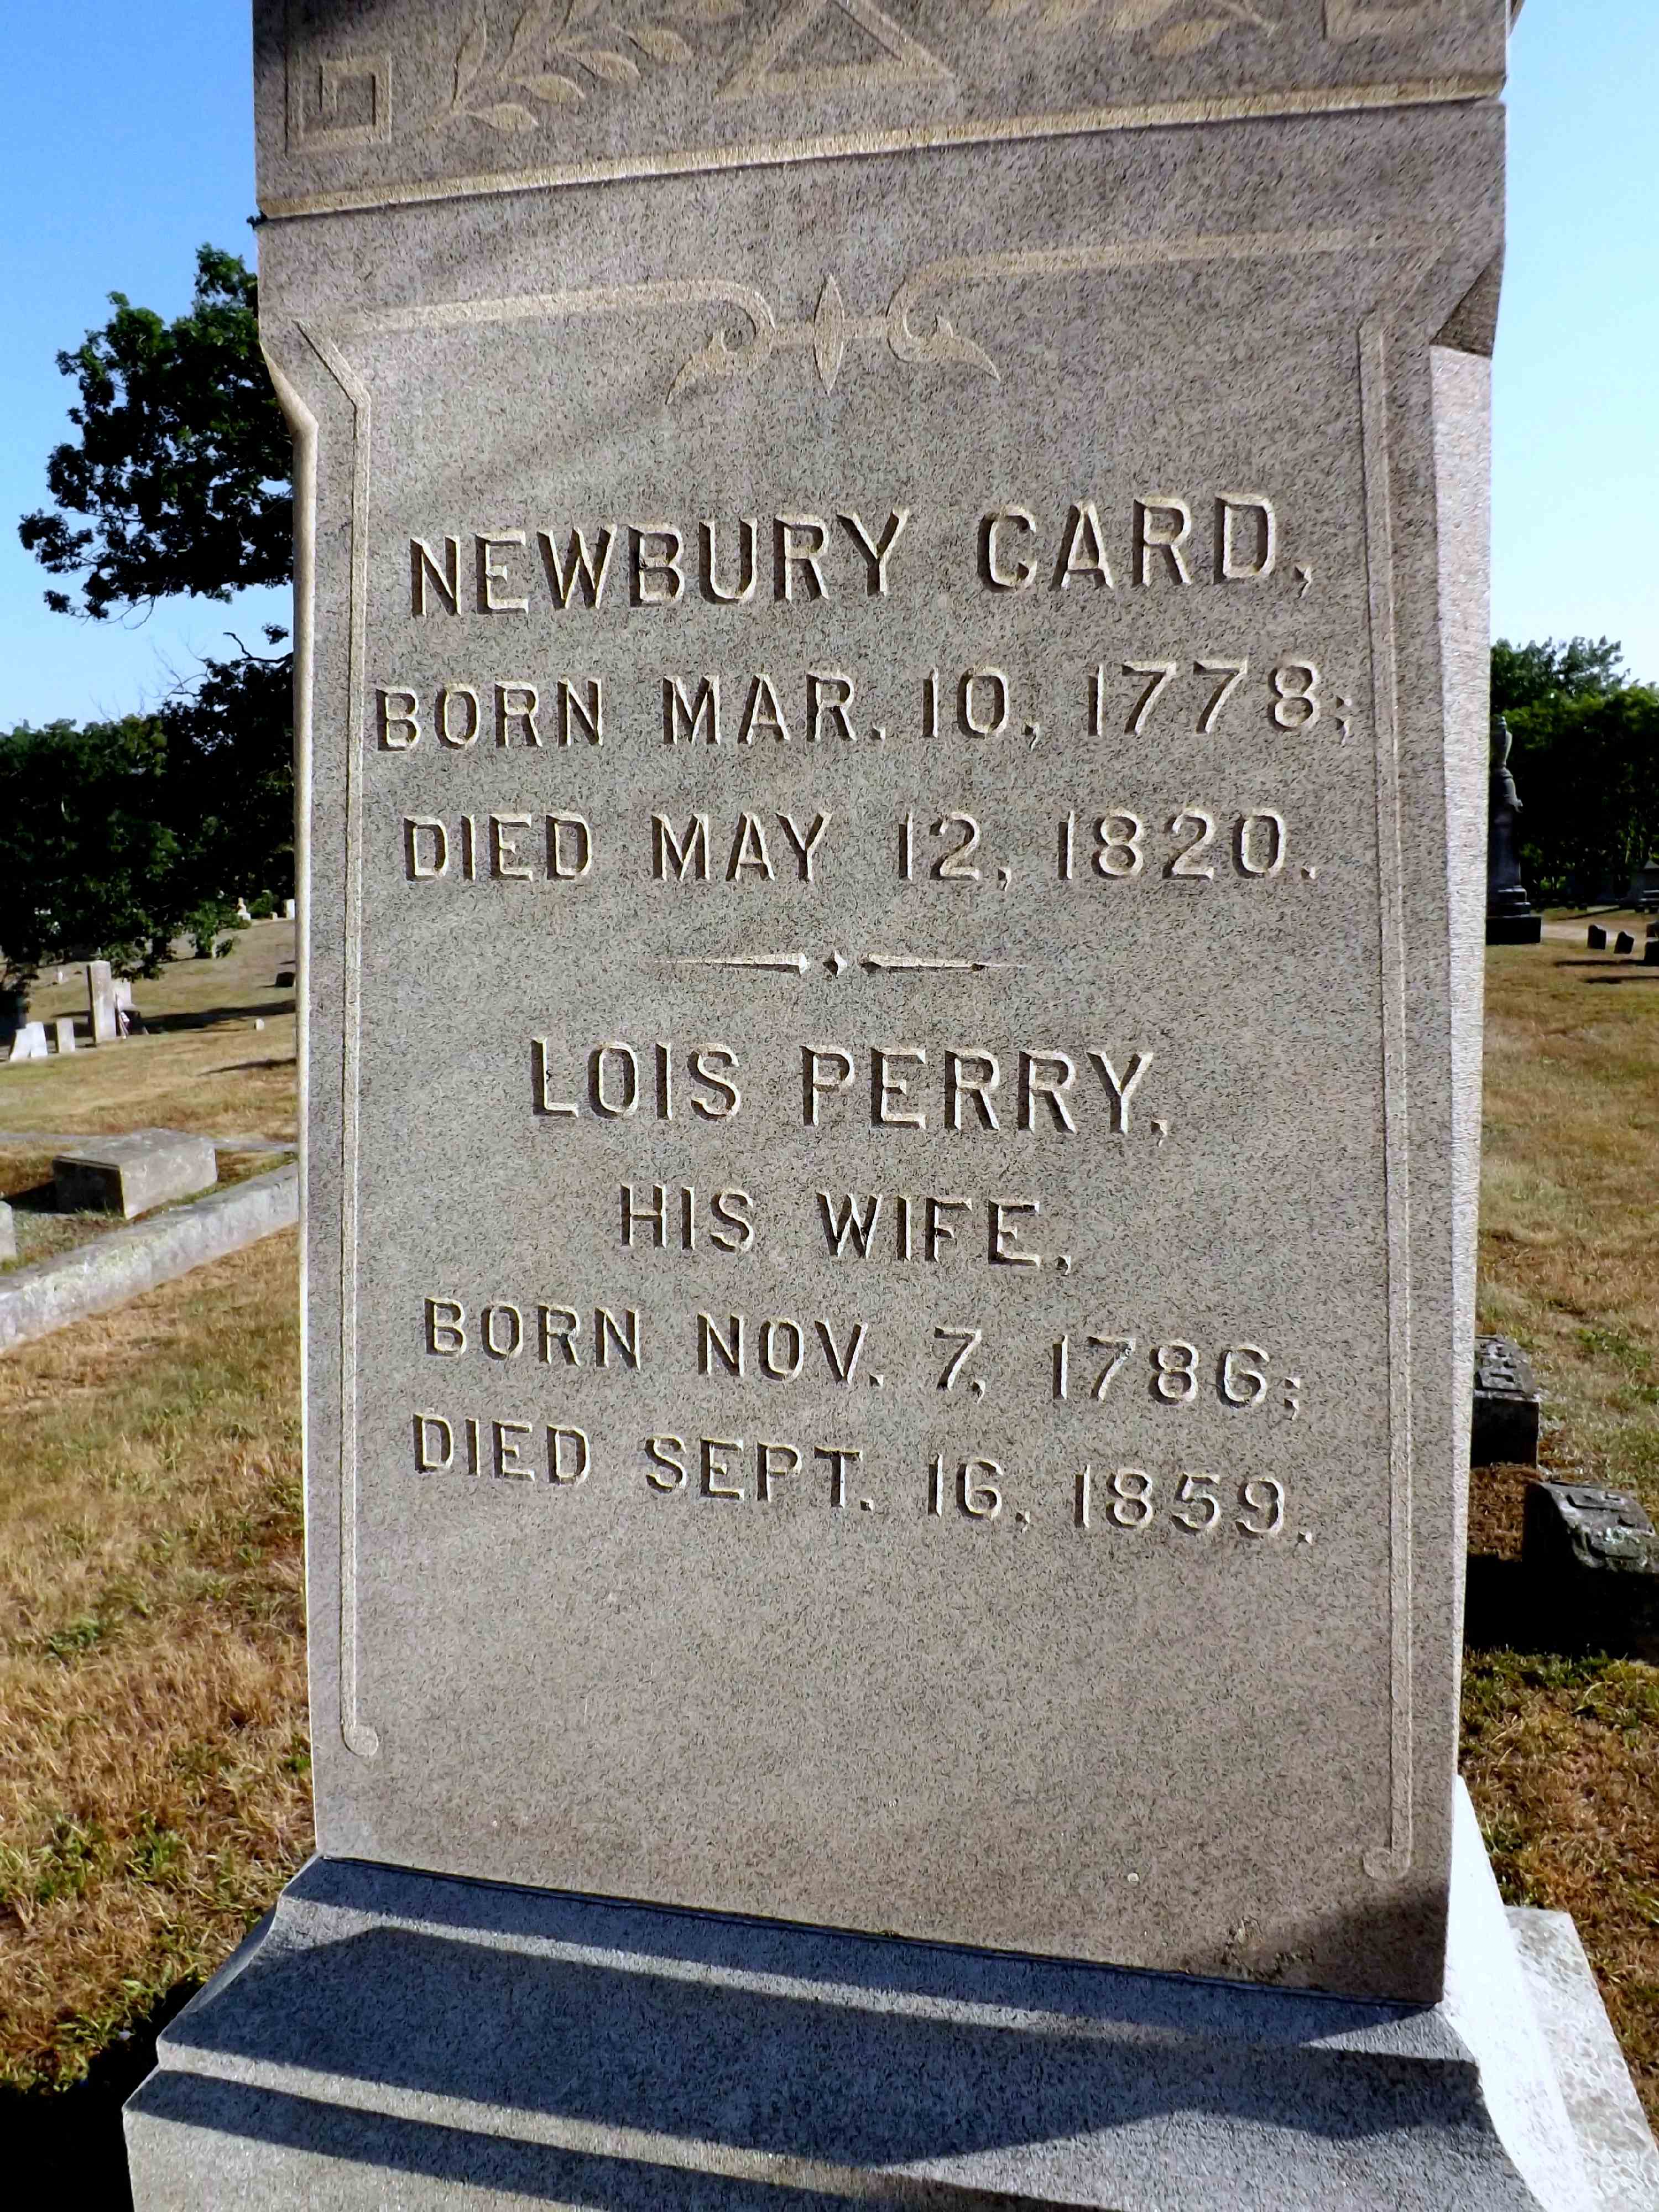 NEWBURY CARD,
BORN MAR. 10, 1778;
DIED MAY 12, 1820.
LOIS PERRY,
HIS WIFE,
BORN NOV. 7, 1786;
DIED SEPT. 16, 1859.